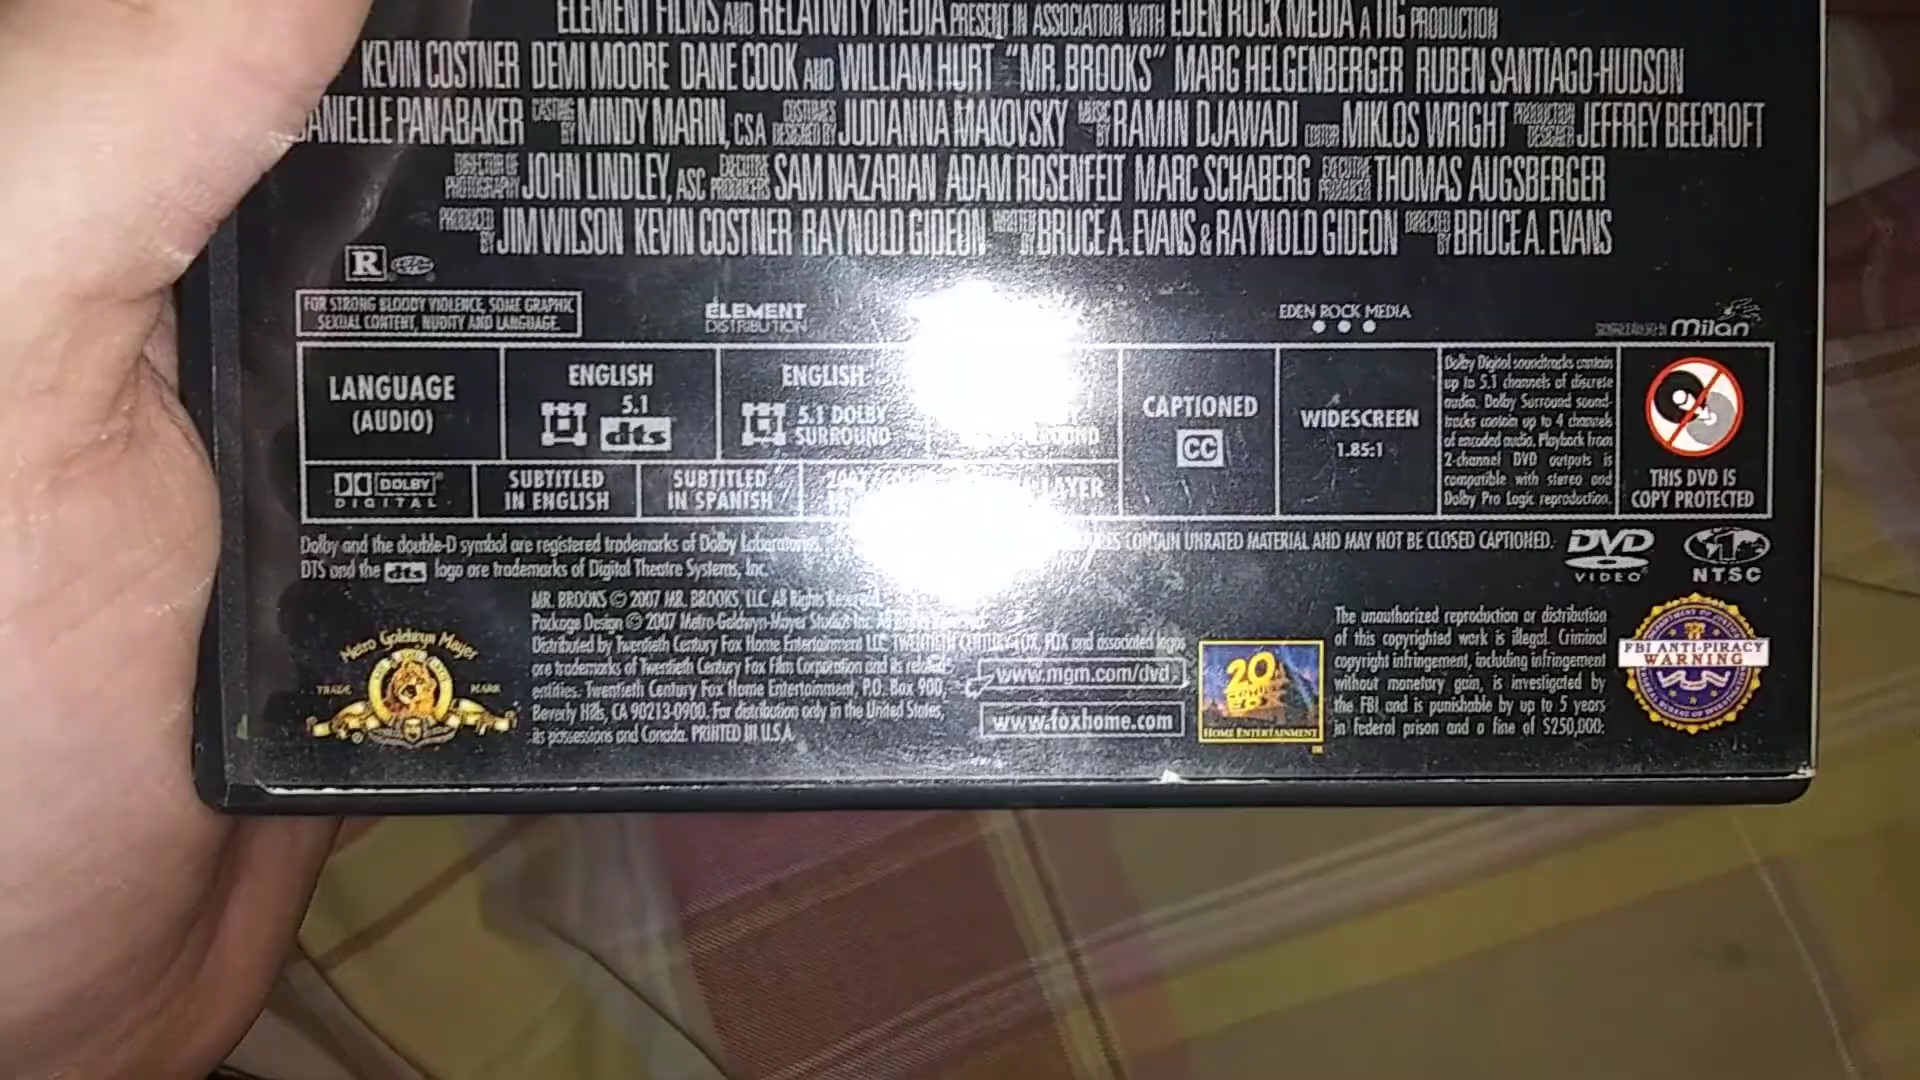 ELEMENT FILMS AND RELATIVITY MEDIA PRESENT IN ASSOCIATION WITH EDEN ROCK MEDIA A TIG PRODUCTION
KEVIN COSTNER DEMI MOORE DANE COOK AND WILLIAM HURT "MR. BROOKS" MARG HELGENBERGER RUBEN SANTIAGO-HUDSON
DANIELLE PANABAKER CASTING BY MINDY MARIN, CSA COSTUMES DESIGNED BY JUDIANNA MAKOVSKY MUSIC BY RAMIN DJAWADI EDITOR MIKLOS WRIGHT PRODUCTION DESIGNER JEFFREY BEECROFT
DIRECTOR OF PHOTOGRAPHY JOHN LINDLEY, ASC EXECUTIVE PRODUCERS SAM NAZARIAN ADAM ROSENFELT MARC SCHABERG EXECUTIVE PRODUCER THOMAS AUGSBERGER
PRODUCED BY JIM WILSON KEVIN COSTNER RAYNOLD GIDEON WRITTEN BY BRUCE A. EVANS & RAYNOLD GIDEON DIRECTED BY BRUCE A. EVANS
R
FOR STRONG BLOODY VIOLENCE, SOME GRAPHIC
SEXUAL CONTENT, NUDITY AND LANGUAGE.
ELEMENT
DISTRIBUTION
EDEN ROCK MEDIA
milan
LANGUAGE
(AUDIO)
ENGLISH
5.1
dts
ENGLISH
5.1 DOLBY
SURROUND
CAPTIONED
CC
WIDESCREEN
1.85:1
Dolby Digital soundtracks contain
up to 5.1 channels of discrete
audio. Dolby Surround sound-
tracks contain up to 4 channels
of encoded audio. Playback from
2-channel DVD outputs is
compatible with stereo and
Dolby Pro Logic reproduction.
THIS DVD IS
COPY PROTECTED
DOLBY
DIGITAL
SUBTITLED
IN ENGLISH
SUBTITLED
IN SPANISH
Dolby and the double-D symbol are registered trademarks of Dolby Laboratories.
DTS and the dts logo are trademarks of Digital Theatre Systems, Inc.
CONTAIN UNRATED MATERIAL AND MAY NOT BE CLOSED CAPTIONED.
DVD
VIDEO
NTSC
Metro Goldwyn Mayer
TRADE MARK
MR. BROOKS © 2007 MR. BROOKS, LLC. All Rights Reserved.
Package Design © 2007 Metro-Goldwyn-Mayer Studios Inc. All Rights Reserved.
Distributed by Twentieth Century Fox Home Entertainment LLC. TWENTIETH CENTURY FOX, FOX and associated logos
are trademarks of Twentieth Century Fox Film Corporation and its related
entities. Twentieth Century Fox Home Entertainment, P.O. Box 900,
Beverly Hills, CA 90213-0900. For distribution only in the United States,
its possessions and Canada. PRINTED IN U.S.A.
www.mgm.com/dvd
www.foxhome.com
20th
CENTURY
FOX
HOME ENTERTAINMENT
The unauthorized reproduction or distribution
of this copyrighted work is illegal. Criminal
copyright infringement, including infringement
without monetary gain, is investigated by
the FBI and is punishable by up to 5 years
in federal prison and a fine of $250,000.
FBI ANTI-PIRACY
WARNING